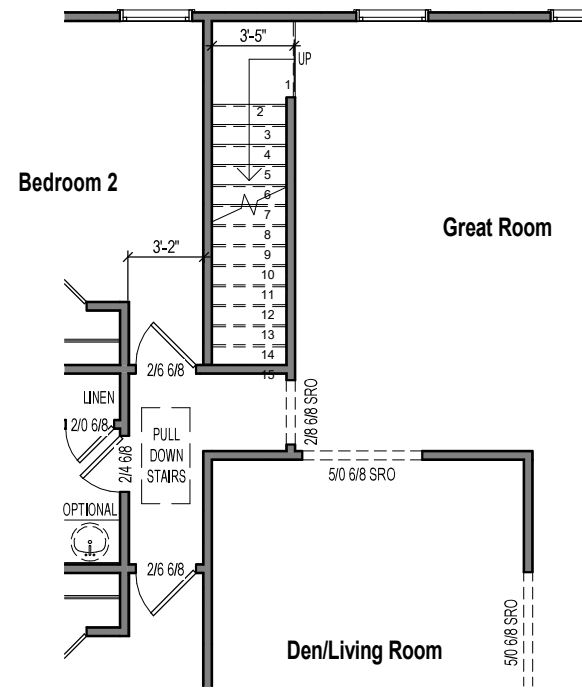 3'-5"
UP
1
2
3
4
5
6
7
8
9
10
11
12
13
14
15
Bedroom 2
Great Room
3'-2"
2/6 6/8
LINEN
2/0 6/8
2/4 6/8
PULL
DOWN
STAIRS
2/8 6/8 SRO
5/0 6/8 SRO
OPTIONAL
2/6 6/8
Den/Living Room
5/0 6/8 SRO